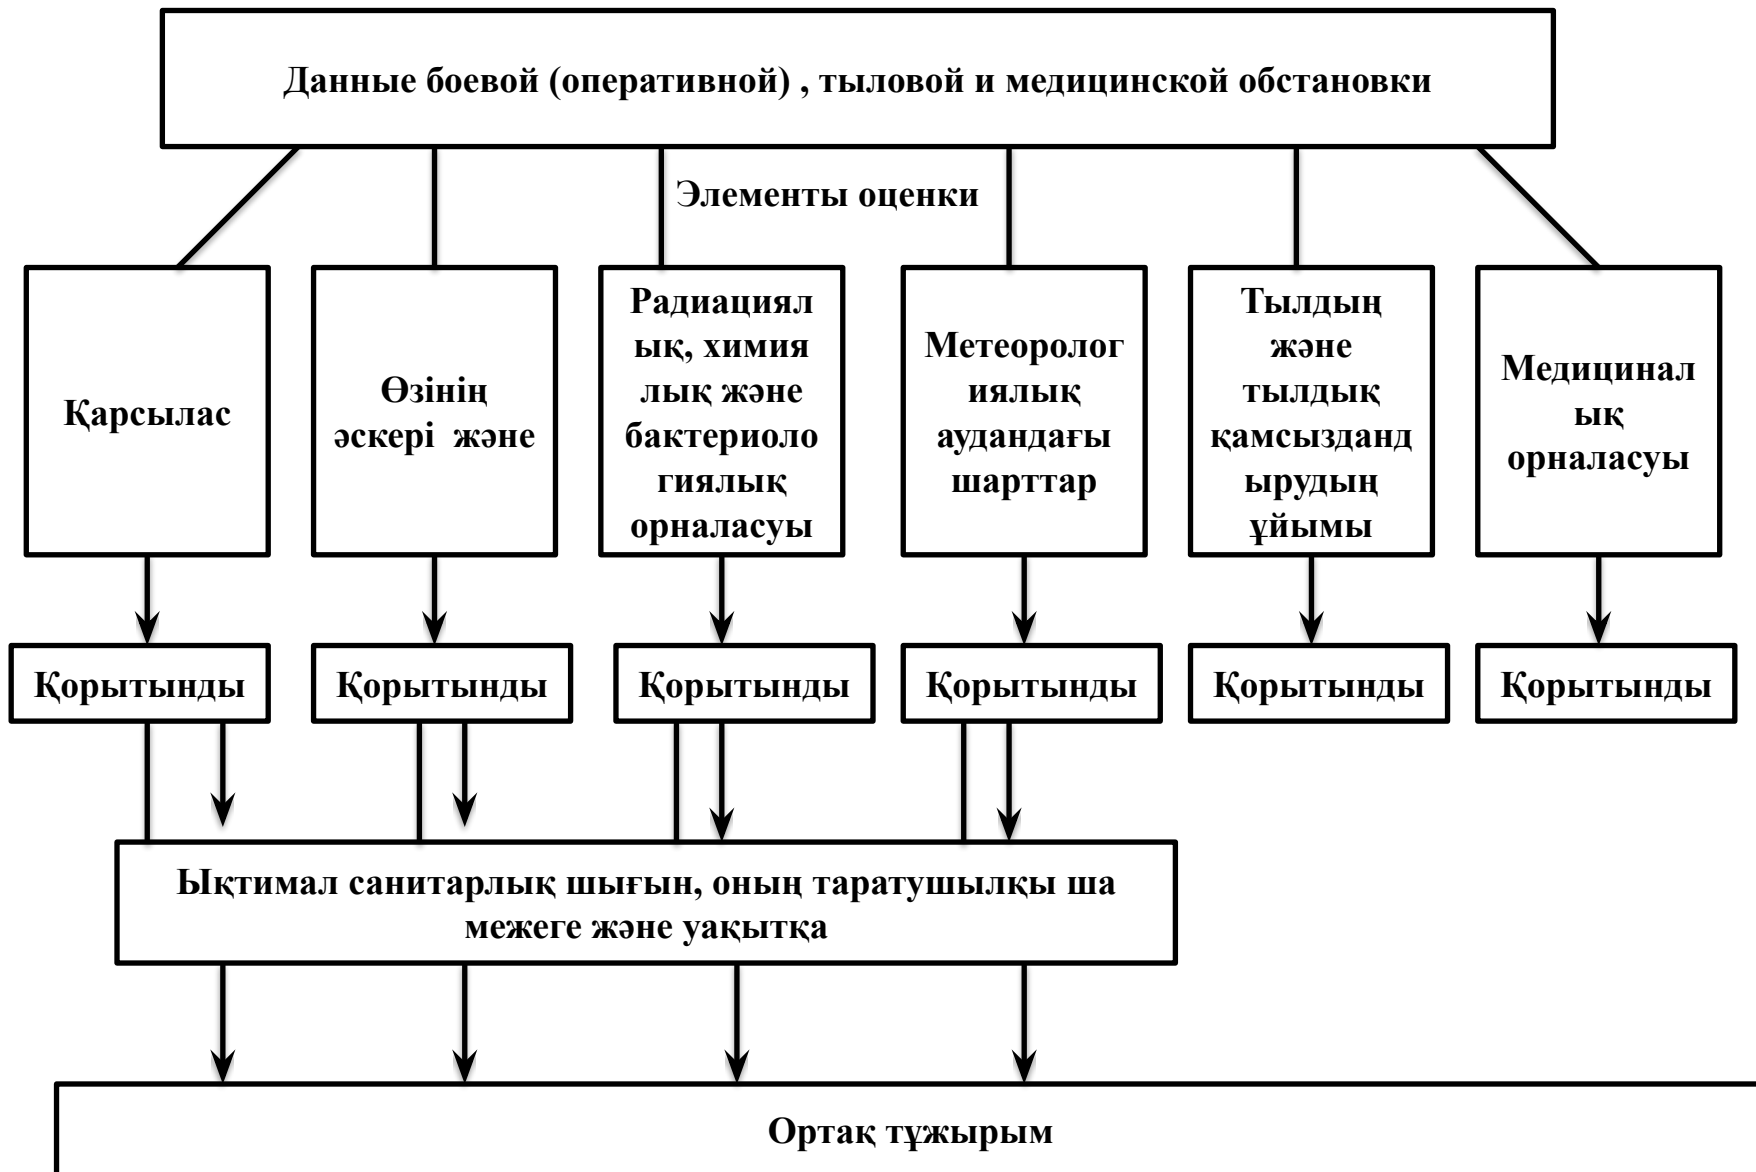 Данные боевой (оперативной) , тыловой и медицинской обстановки
Элементы оценки
Қарсылас
Өзінің
әскері және
Радиациял
ық, химия
лық және
бактериоло
гиялық
орналасуы
Метеоролог
иялық
аудандағы
шарттар
Тылдың
және
тылдық
қамсызданд
ырудың
ұйымы
Медицинал
ық
орналасуы
Қорытынды
Қорытынды
Қорытынды
Қорытынды
Қорытынды
Қорытынды
Ықтимал санитарлық шығын, оның таратушылқы ша
межеге және уақытқа
Ортақ тұжырым